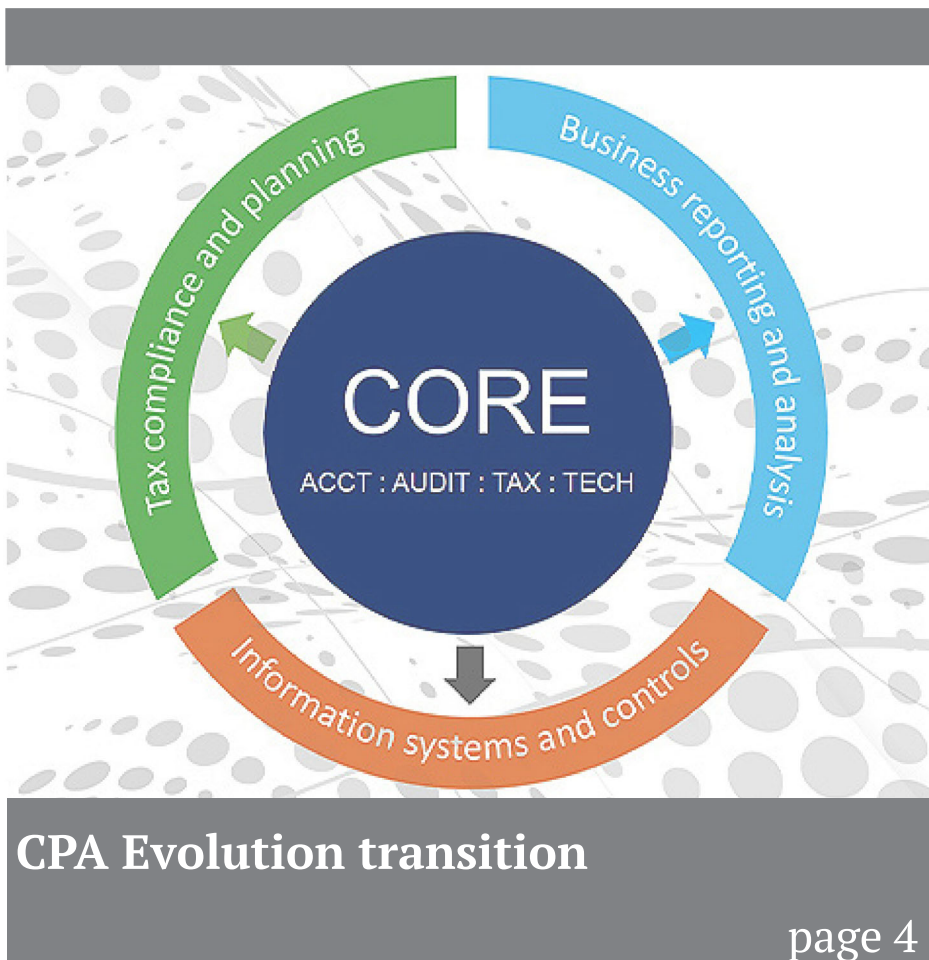 Tax compliance and planning
Business reporting and analysis
CORE
ACCT : AUDIT : TAX : TECH
Information systems and controls
CPA Evolution transition
page 4